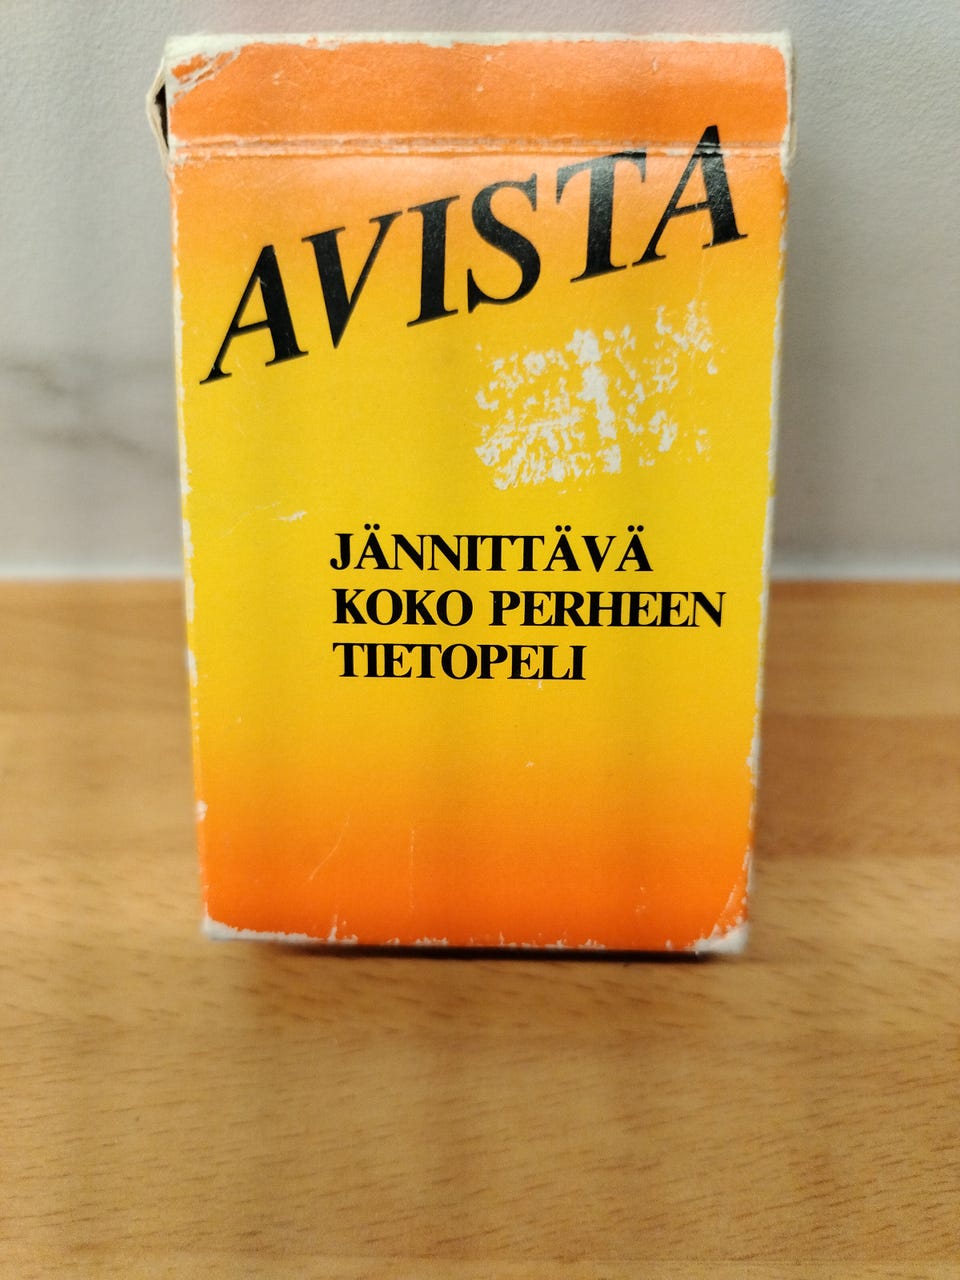 AVISTA
JÄNNITTÄVÄ
KOKO PERHEEN
TIETOPELI